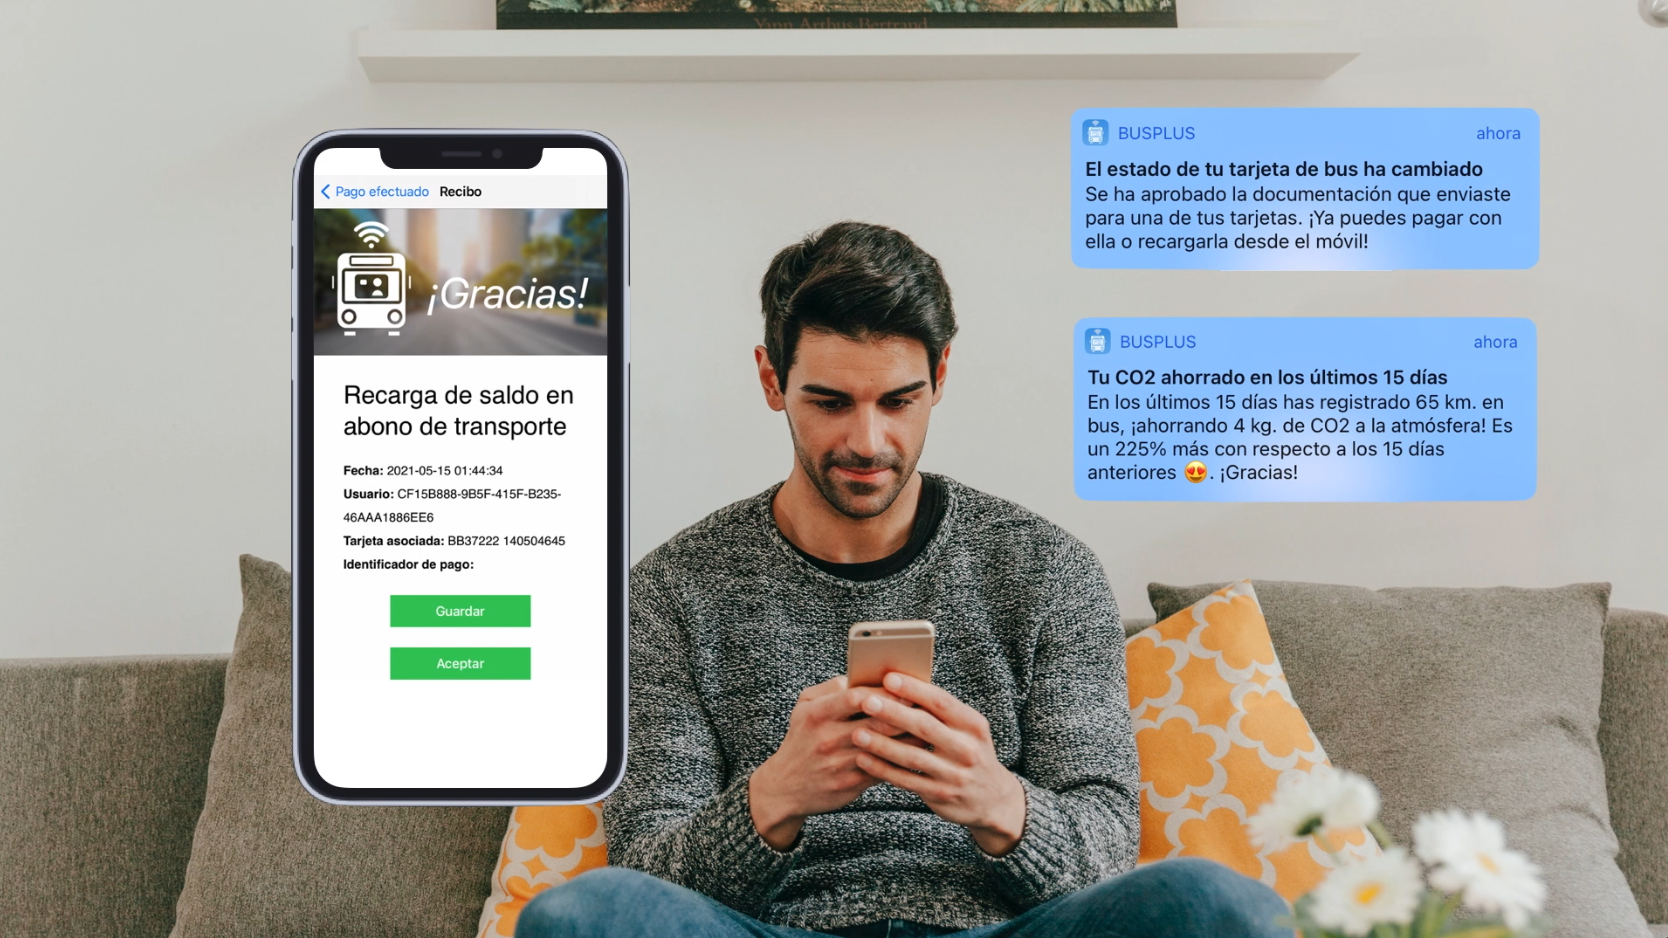 Yann Arthus Bertrand
Pago efectuado Recibo
¡Gracias!
Recarga de saldo en
abono de transporte
Fecha: 2021-05-15 01:44:34
Usuario: CF15B888-9B5F-415F-B235-
46AAA1886EE6
Tarjeta asociada: BB37222 140504645
Identificador de pago:
Guardar
Aceptar
BUSPLUS ahora
El estado de tu tarjeta de bus ha cambiado
Se ha aprobado la documentación que enviaste
para una de tus tarjetas. ¡Ya puedes pagar con
ella o recargarla desde el móvil!
BUSPLUS ahora
Tu CO2 ahorrado en los últimos 15 días
En los últimos 15 días has registrado 65 km. en
bus, ¡ahorrando 4 kg. de CO2 a la atmósfera! Es
un 225% más con respecto a los 15 días
anteriores 😍. ¡Gracias!